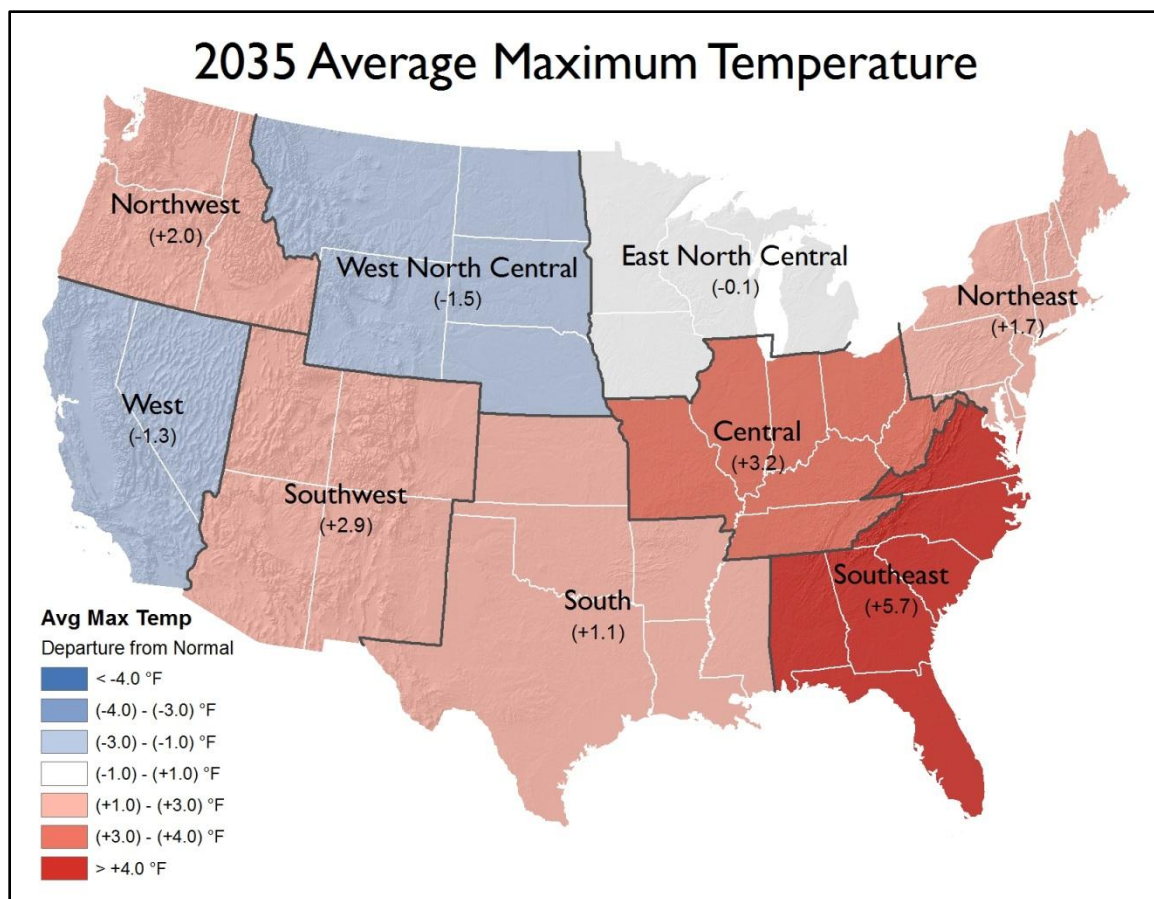 2035 Average Maximum Temperature
Northwest
(+2.0)
West North Central
(-1.5)
East North Central
(-0.1)
Northeast
(+1.7)
West
(-1.3)
Southwest
(+2.9)
Central
(+3.2)
South
(+1.1)
Southeast
(+5.7)
Avg Max Temp
Departure from Normal
< -4.0 °F
(-4.0) - (-3.0) °F
(-3.0) - (-1.0) °F
(-1.0) - (+1.0) °F
(+1.0) - (+3.0) °F
(+3.0) - (+4.0) °F
> +4.0 °F